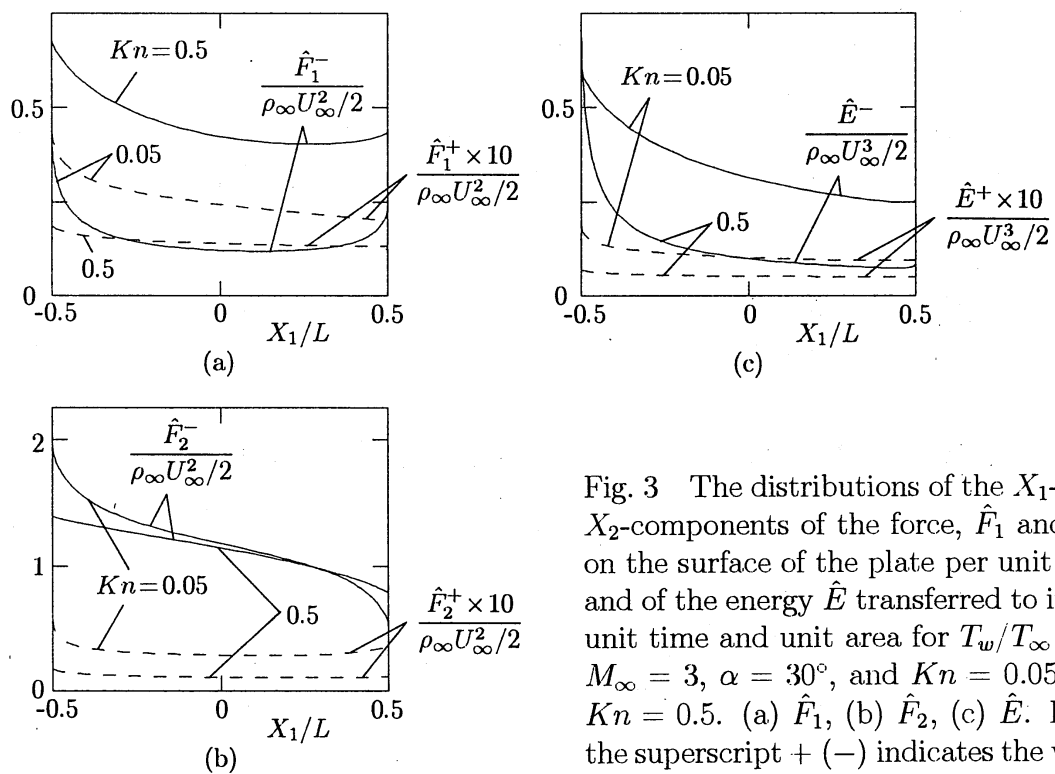 Kn=0.5
F̂₁⁻
ρ∞U∞²/2
0.5
0.05
F̂₁⁺ × 10
ρ∞U∞²/2
0.5
0
-0.5
0
0.5
X₁/L
(a)
Kn=0.05
0.5
Ê⁻
ρ∞U∞³/2
0.5
Ê⁺ × 10
ρ∞U∞³/2
0
-0.5
0
0.5
X₁/L
(c)
2
F̂₂⁻
ρ∞U∞²/2
1
Kn=0.05
0.5
F̂₂⁺ × 10
ρ∞U∞²/2
0
-0.5
0
0.5
X₁/L
(b)
Fig. 3 The distributions of the X₁-
X₂-components of the force, F̂₁ and
on the surface of the plate per unit
and of the energy Ê transferred to i
unit time and unit area for T_w/T∞
M∞ = 3, α = 30°, and Kn = 0.05
Kn = 0.5. (a) F̂₁, (b) F̂₂, (c) Ê.
the superscript + (−) indicates the